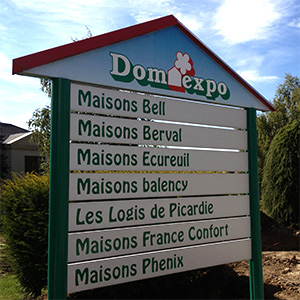 Domexpo
Maisons Bell
Maisons Berval
Maisons Ecureuil
Maisons balency
Les Logis de Picardie
Maisons France Confort
Maisons Phenix